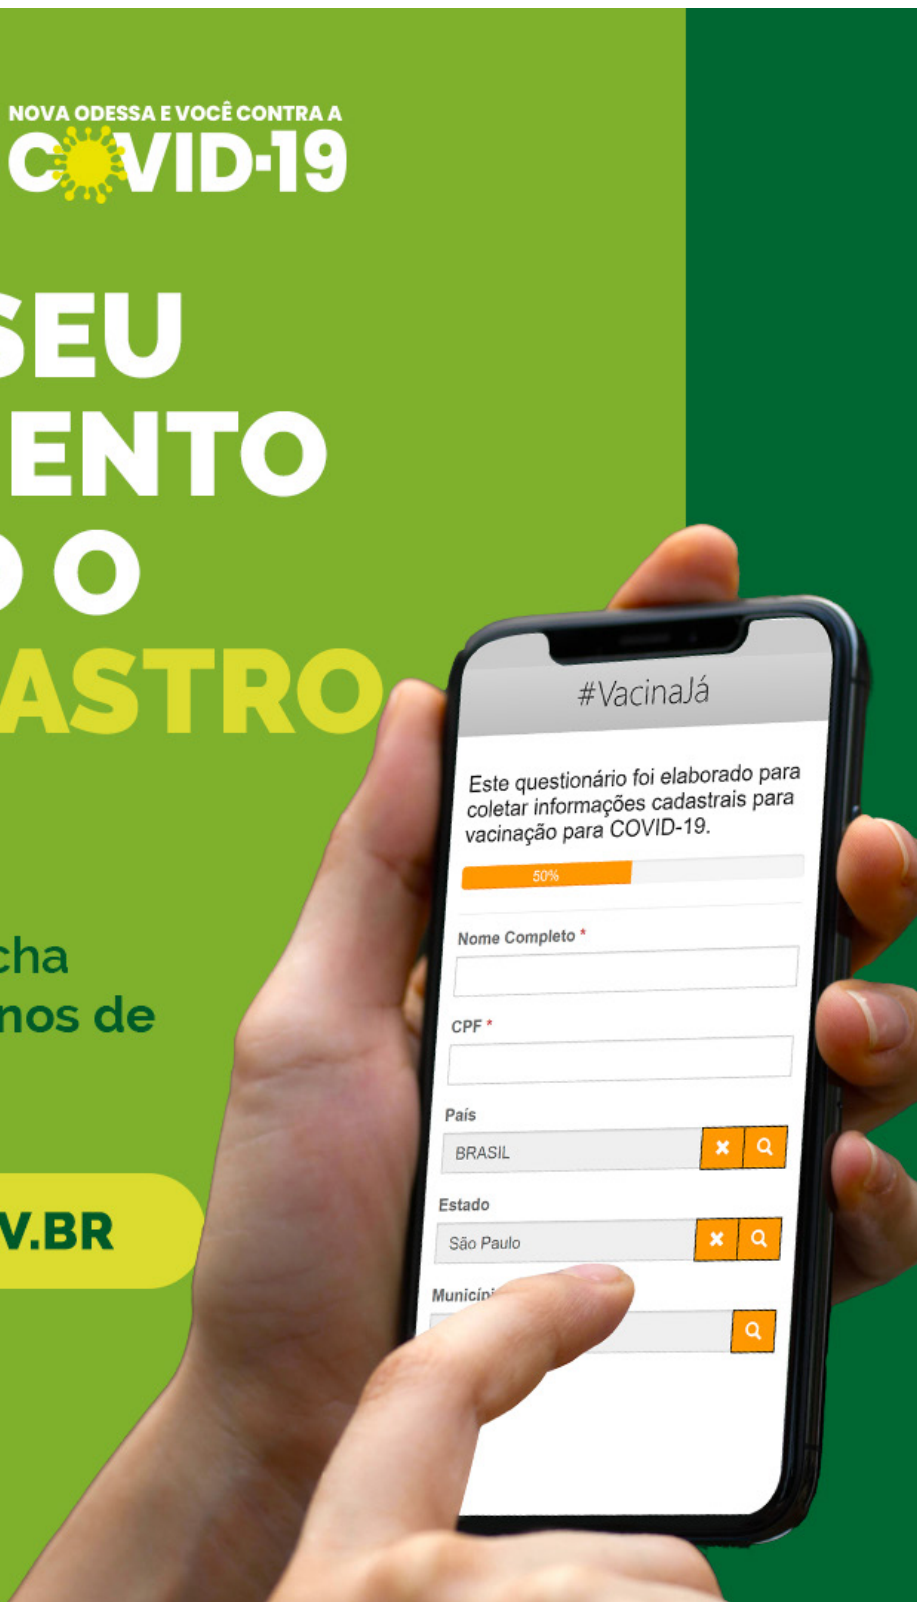 NOVA ODESSA E VOCÊ CONTRA A
COVID-19
SEU
ENTO
O
ASTRO
cha
nos de
V.BR
#VacinaJá
Este questionário foi elaborado para
coletar informações cadastrais para
vacinação para COVID-19.
50%
Nome Completo *
CPF *
País
BRASIL
Estado
São Paulo
Municípi